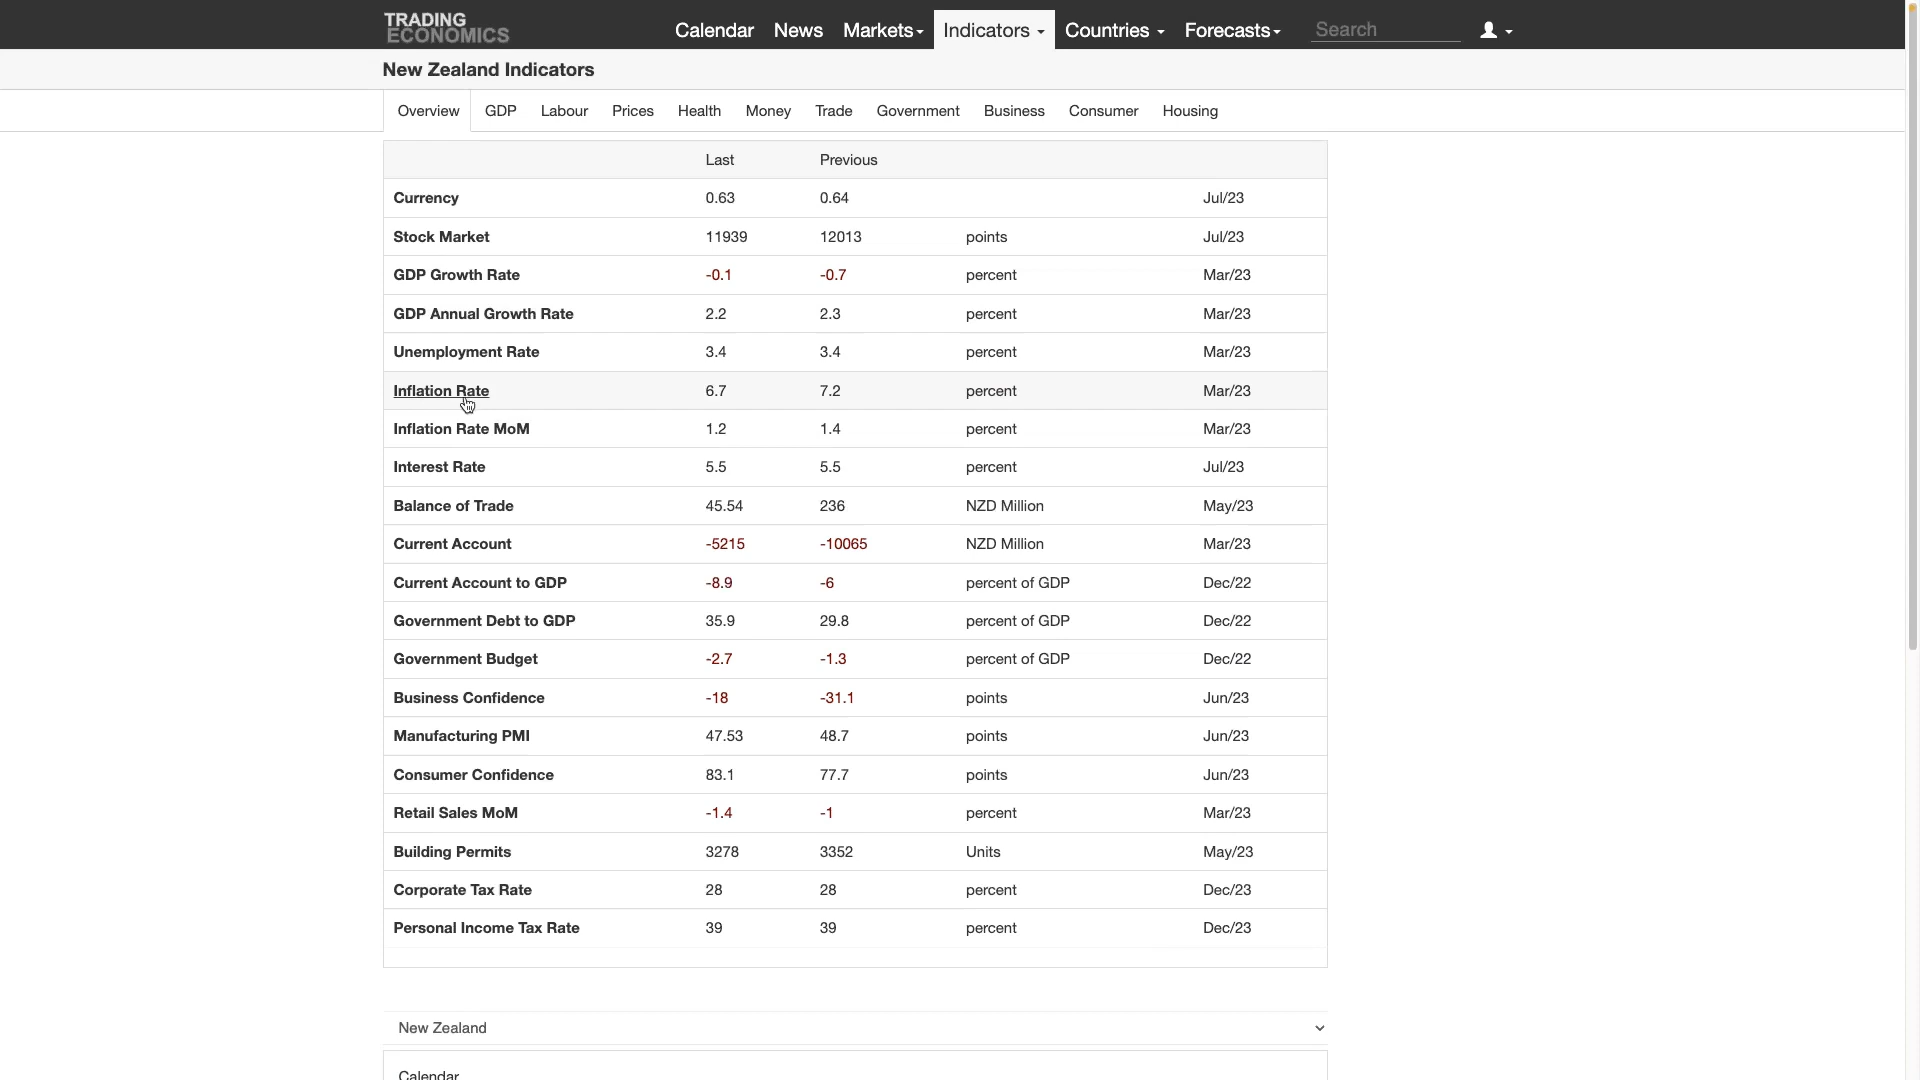 TRADING ECONOMICS
Calendar News Markets Indicators Countries Forecasts Search
New Zealand Indicators
Overview GDP Labour Prices Health Money Trade Government Business Consumer Housing
Last Previous
Currency 0.63 0.64 Jul/23
Stock Market 11939 12013 points Jul/23
GDP Growth Rate -0.1 -0.7 percent Mar/23
GDP Annual Growth Rate 2.2 2.3 percent Mar/23
Unemployment Rate 3.4 3.4 percent Mar/23
Inflation Rate 6.7 7.2 percent Mar/23
Inflation Rate MoM 1.2 1.4 percent Mar/23
Interest Rate 5.5 5.5 percent Jul/23
Balance of Trade 45.54 236 NZD Million May/23
Current Account -5215 -10065 NZD Million Mar/23
Current Account to GDP -8.9 -6 percent of GDP Dec/22
Government Debt to GDP 35.9 29.8 percent of GDP Dec/22
Government Budget -2.7 -1.3 percent of GDP Dec/22
Business Confidence -18 -31.1 points Jun/23
Manufacturing PMI 47.53 48.7 points Jun/23
Consumer Confidence 83.1 77.7 points Jun/23
Retail Sales MoM -1.4 -1 percent Mar/23
Building Permits 3278 3352 Units May/23
Corporate Tax Rate 28 28 percent Dec/23
Personal Income Tax Rate 39 39 percent Dec/23
New Zealand
Calendar